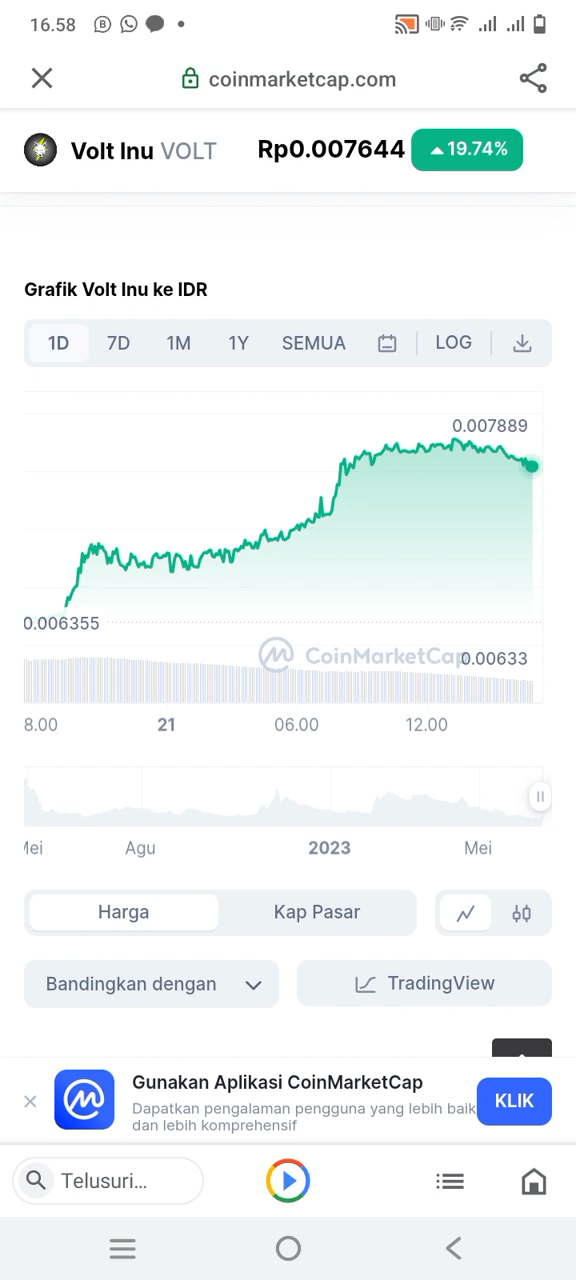 16.58
coinmarketcap.com
Volt Inu VOLT Rp0.007644 19.74%
Grafik Volt Inu ke IDR
1D 7D 1M 1Y SEMUA LOG
0.007889
0.006355
CoinMarketCap
0.00633
8.00 21 06.00 12.00
Mei Agu 2023 Mei
Harga Kap Pasar
Bandingkan dengan TradingView
Gunakan Aplikasi CoinMarketCap
Dapatkan pengalaman pengguna yang lebih baik
dan lebih komprehensif
KLIK
Telusuri...